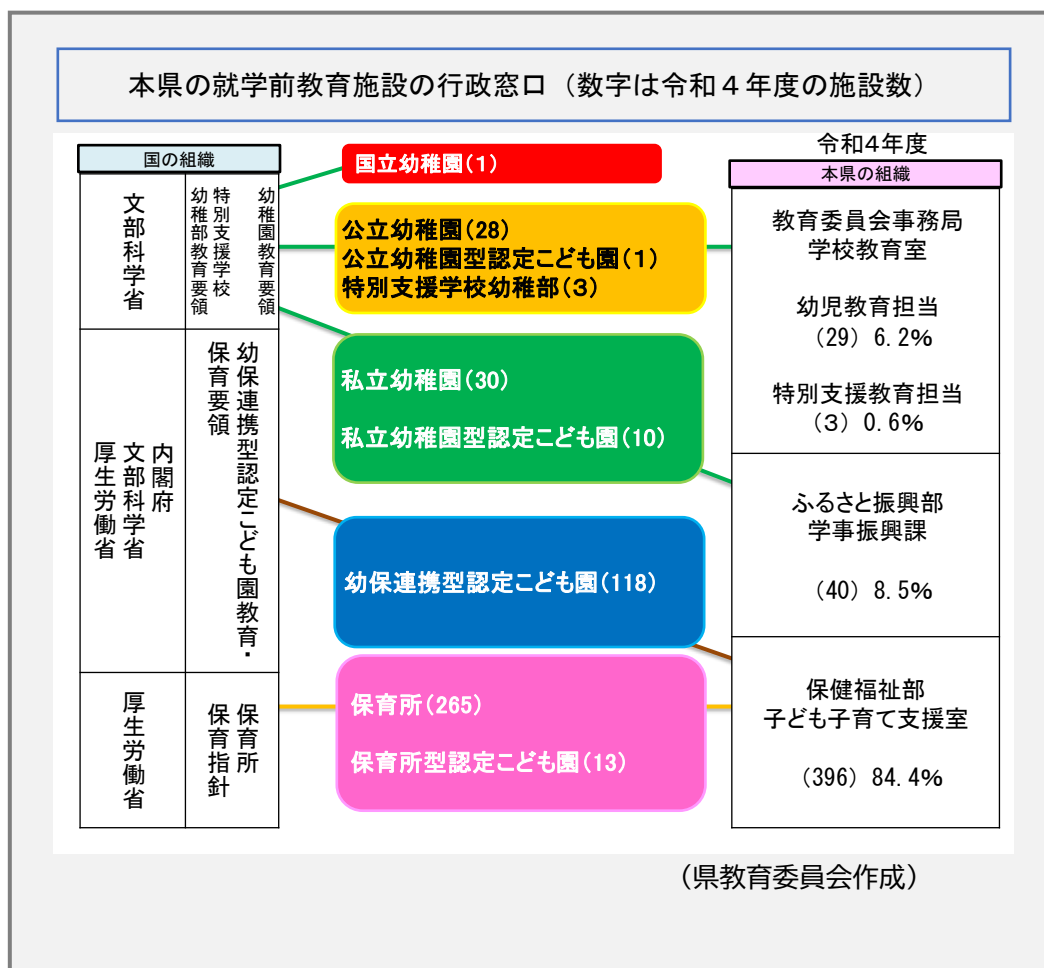 本県の就学前教育施設の行政窓口（数字は令和４年度の施設数）
国の組織
文部科学省
幼稚園教育要領
特別支援学校
幼稚部教育要領
内閣府
文部科学省
厚生労働省
幼保連携型認定こども園教育・
保育要領
厚生労働省
保育所
保育指針
国立幼稚園（1）
公立幼稚園（28）
公立幼稚園型認定こども園（1）
特別支援学校幼稚部（３）
私立幼稚園（30）
私立幼稚園型認定こども園（10）
幼保連携型認定こども園（118）
保育所（265）
保育所型認定こども園（13）
令和4年度
本県の組織
教育委員会事務局
学校教育室
幼児教育担当
（29）6.2%
特別支援教育担当
（３）0.6%
ふるさと振興部
学事振興課
（40）8.5%
保健福祉部
子ども子育て支援室
（396）84.4%
（県教育委員会作成）